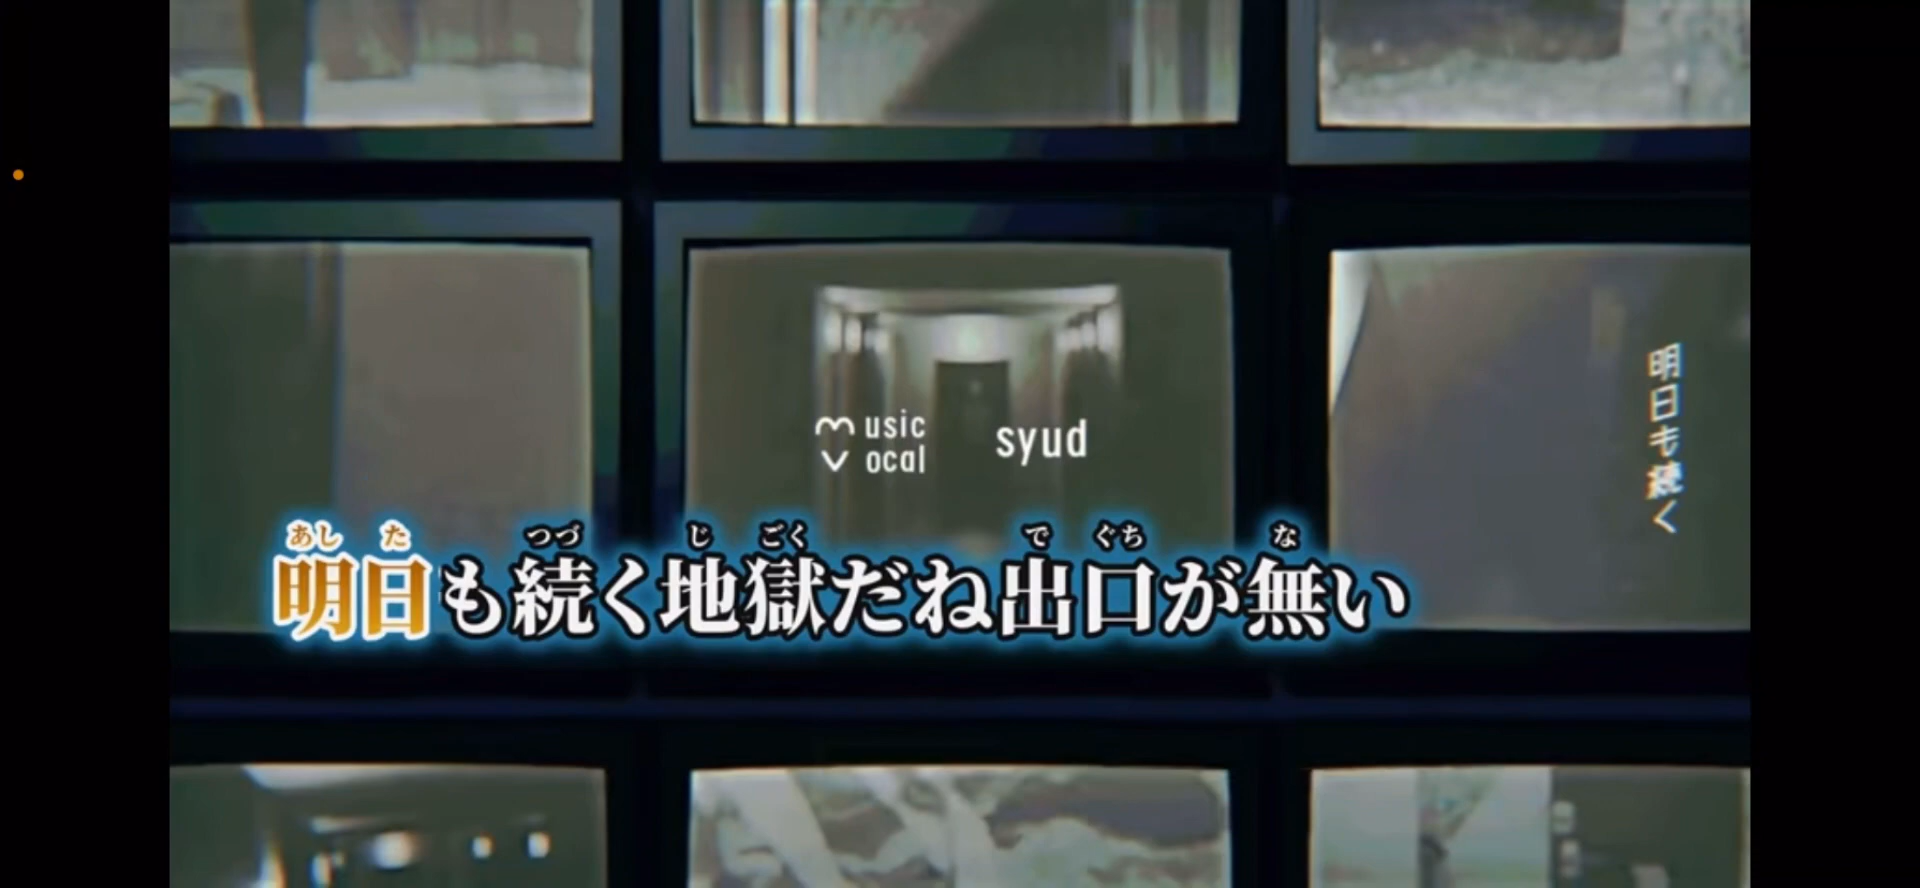 music
vocal
syud
明日も続く
あした つづ じごく でぐち な
明日も続く地獄だね出口が無い